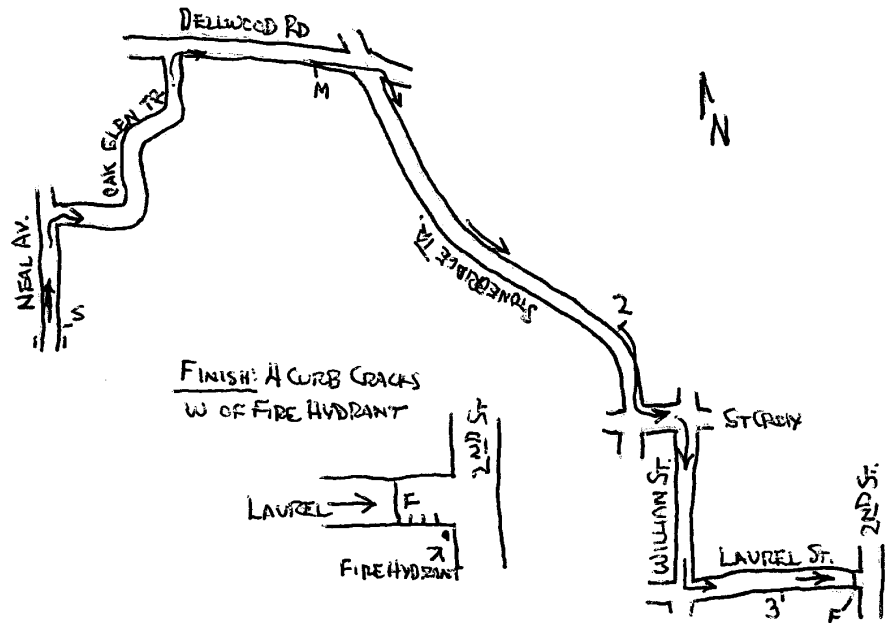 DELLWOOD RD
M
N
OAK GLEN TR
NEAL AV.
S
STONEBRIDGE TR.
2
FINISH: 4 CURB CRACKS
W OF FIRE HYDRANT
2ND St
ST CROIX
LAUREL
F
FIRE HYDRANT
WILLIAM ST.
2ND ST.
LAUREL ST.
3
F